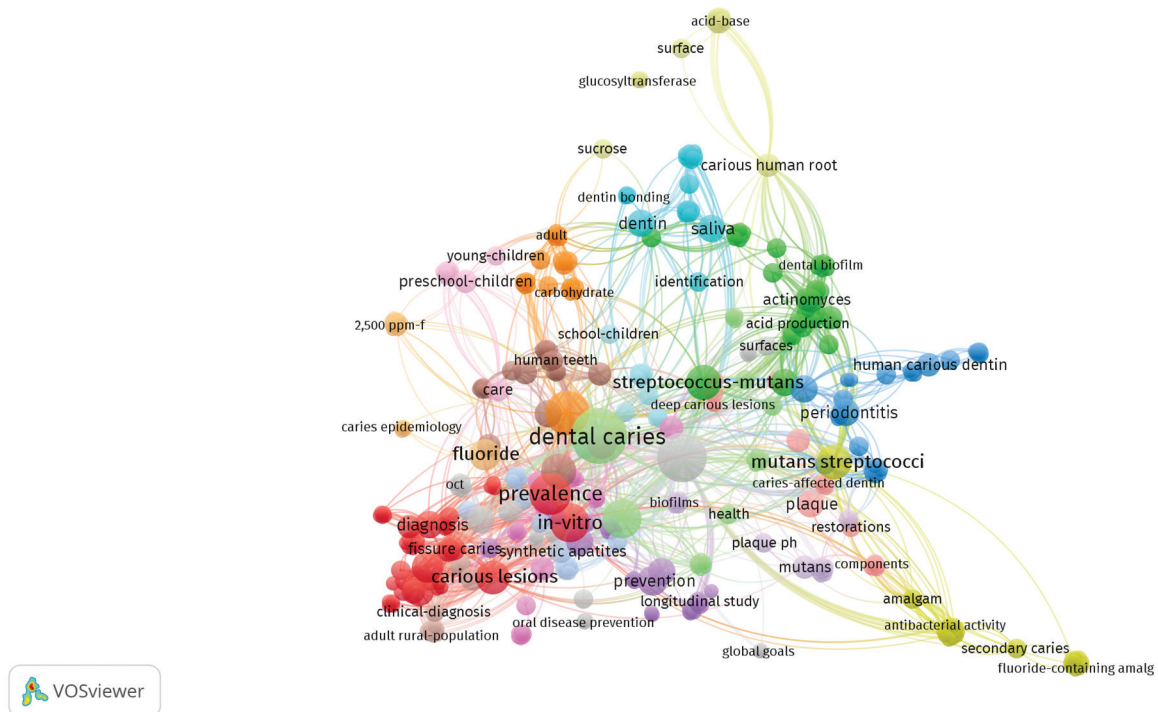 acid-base
surface
glucosyltransferase
sucrose
carious human root
dentin bonding
dentin
saliva
adult
young-children
dental biofilm
preschool-children
identification
carbohydrate
actinomyces
2,500 ppm-f
acid production
school-children
surfaces
human teeth
human carious dentin
streptococcus-mutans
care
deep carious lesions
periodontitis
caries epidemiology
dental caries
fluoride
mutans streptococci
oct
caries-affected dentin
prevalence
biofilms
plaque
health
in-vitro
diagnosis
restorations
plaque ph
fissure caries
synthetic apatites
components
mutans
carious lesions
prevention
amalgam
longitudinal study
clinical-diagnosis
oral disease prevention
antibacterial activity
adult rural-population
secondary caries
global goals
fluoride-containing amalg
VOSviewer